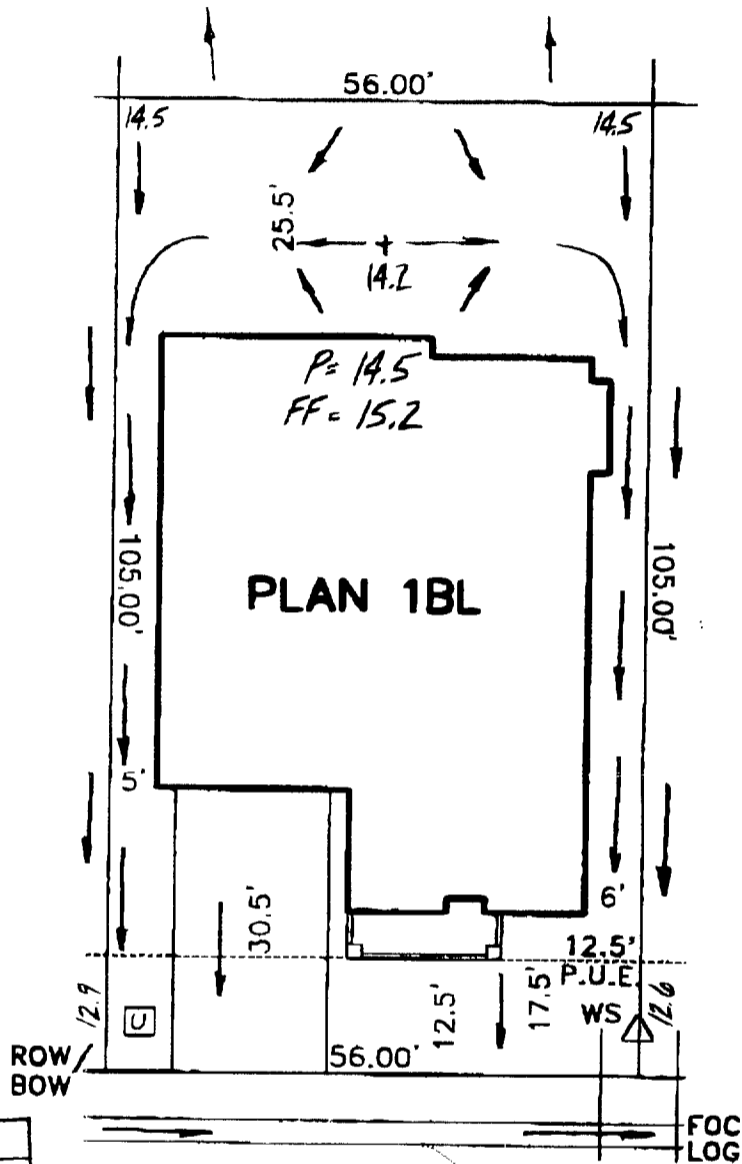 56.00'
14.5
14.5
25.5'
+
14.2
P= 14.5
FF= 15.2
105.00'
105.00'
PLAN 1BL
5'
6'
30.5'
12.5'
P.U.E.
12.9
U
12.5'
17.5'
WS
12.6
ROW/
BOW
56.00'
FOC
LOG